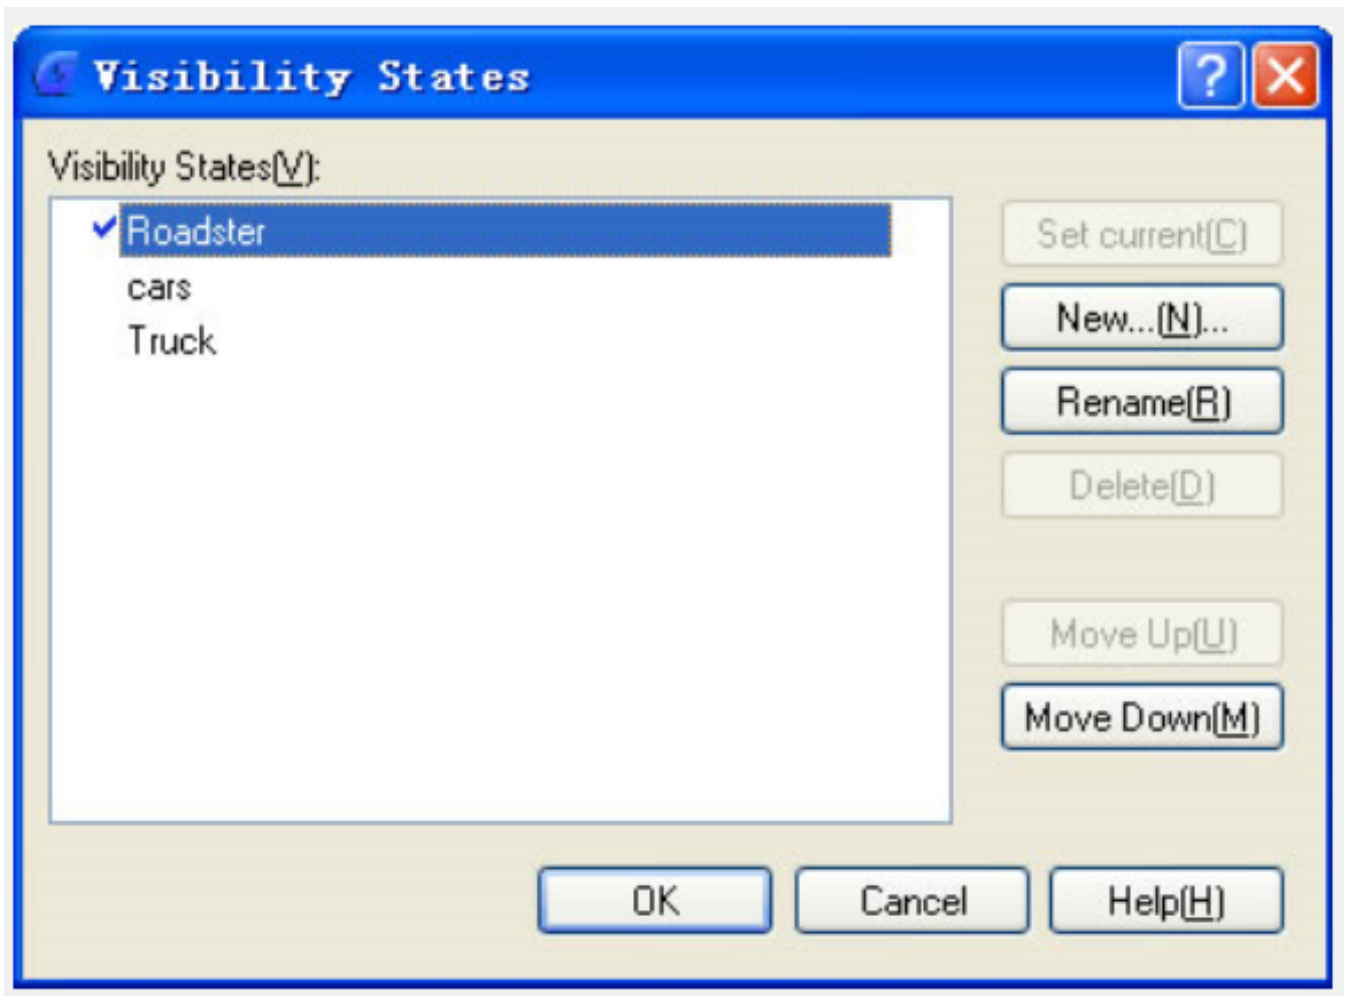 Visibility States
Visibility States(V):
Roadster
cars
Truck
Set current(C)
New...(N)...
Rename(R)
Delete(D)
Move Up(U)
Move Down(M)
OK
Cancel
Help(H)